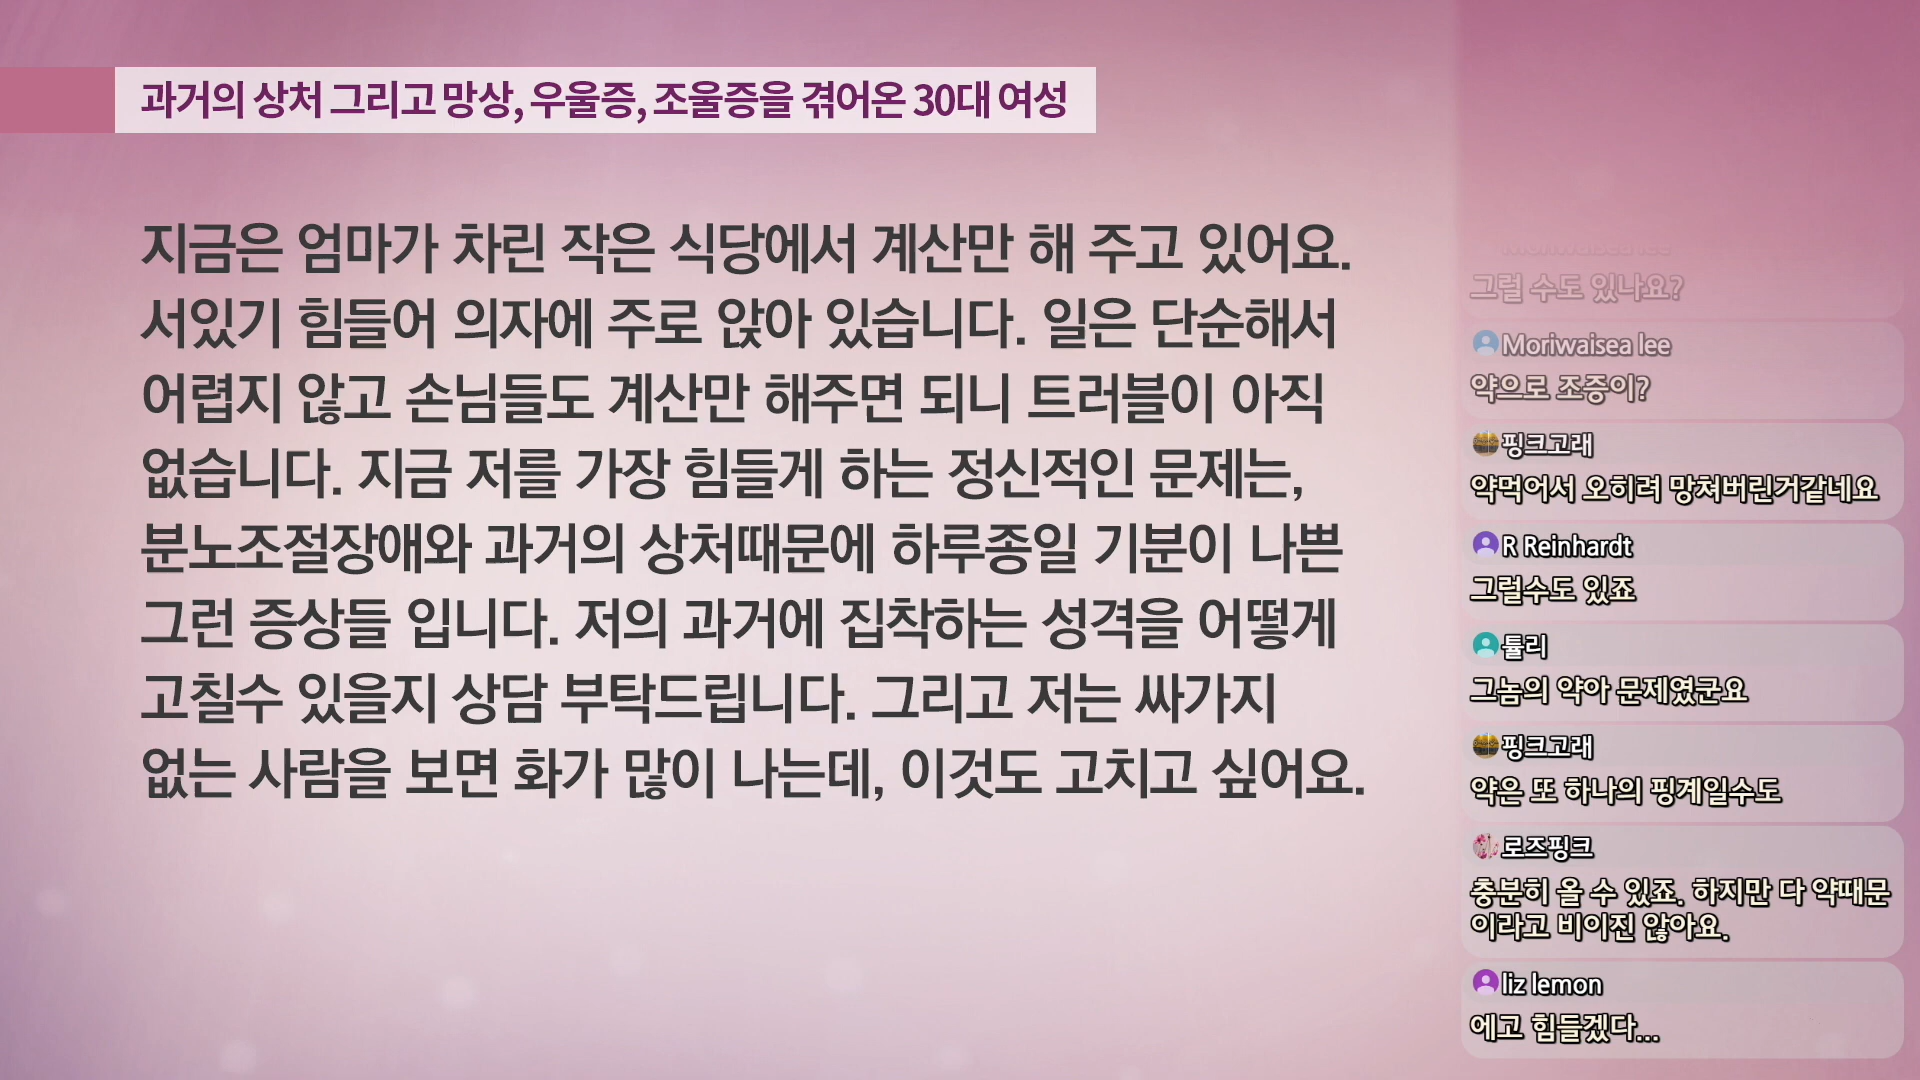 과거의 상처 그리고 망상, 우울증, 조울증을 겪어온 30대 여성
지금은 엄마가 차린 작은 식당에서 계산만 해 주고 있어요.
서있기 힘들어 의자에 주로 앉아 있습니다. 일은 단순해서
어렵지 않고 손님들도 계산만 해주면 되니 트러블이 아직
없습니다. 지금 저를 가장 힘들게 하는 정신적인 문제는,
분노조절장애와 과거의 상처때문에 하루종일 기분이 나쁜
그런 증상들 입니다. 저의 과거에 집착하는 성격을 어떻게
고칠수 있을지 상담 부탁드립니다. 그리고 저는 싸가지
없는 사람을 보면 화가 많이 나는데, 이것도 고치고 싶어요.
Moriwaisea lee
그럴 수도 있나요?
Moriwaisea lee
약으로 조증이?
핑크고래
약먹어서 오히려 망쳐버린거같네요
R Reinhardt
그럴수도 있죠
튤리
그놈의 약아 문제였군요
핑크고래
약은 또 하나의 핑계일수도
로즈핑크
충분히 올 수 있죠. 하지만 다 약때문
이라고 비이진 않아요.
liz lemon
에고 힘들겠다...